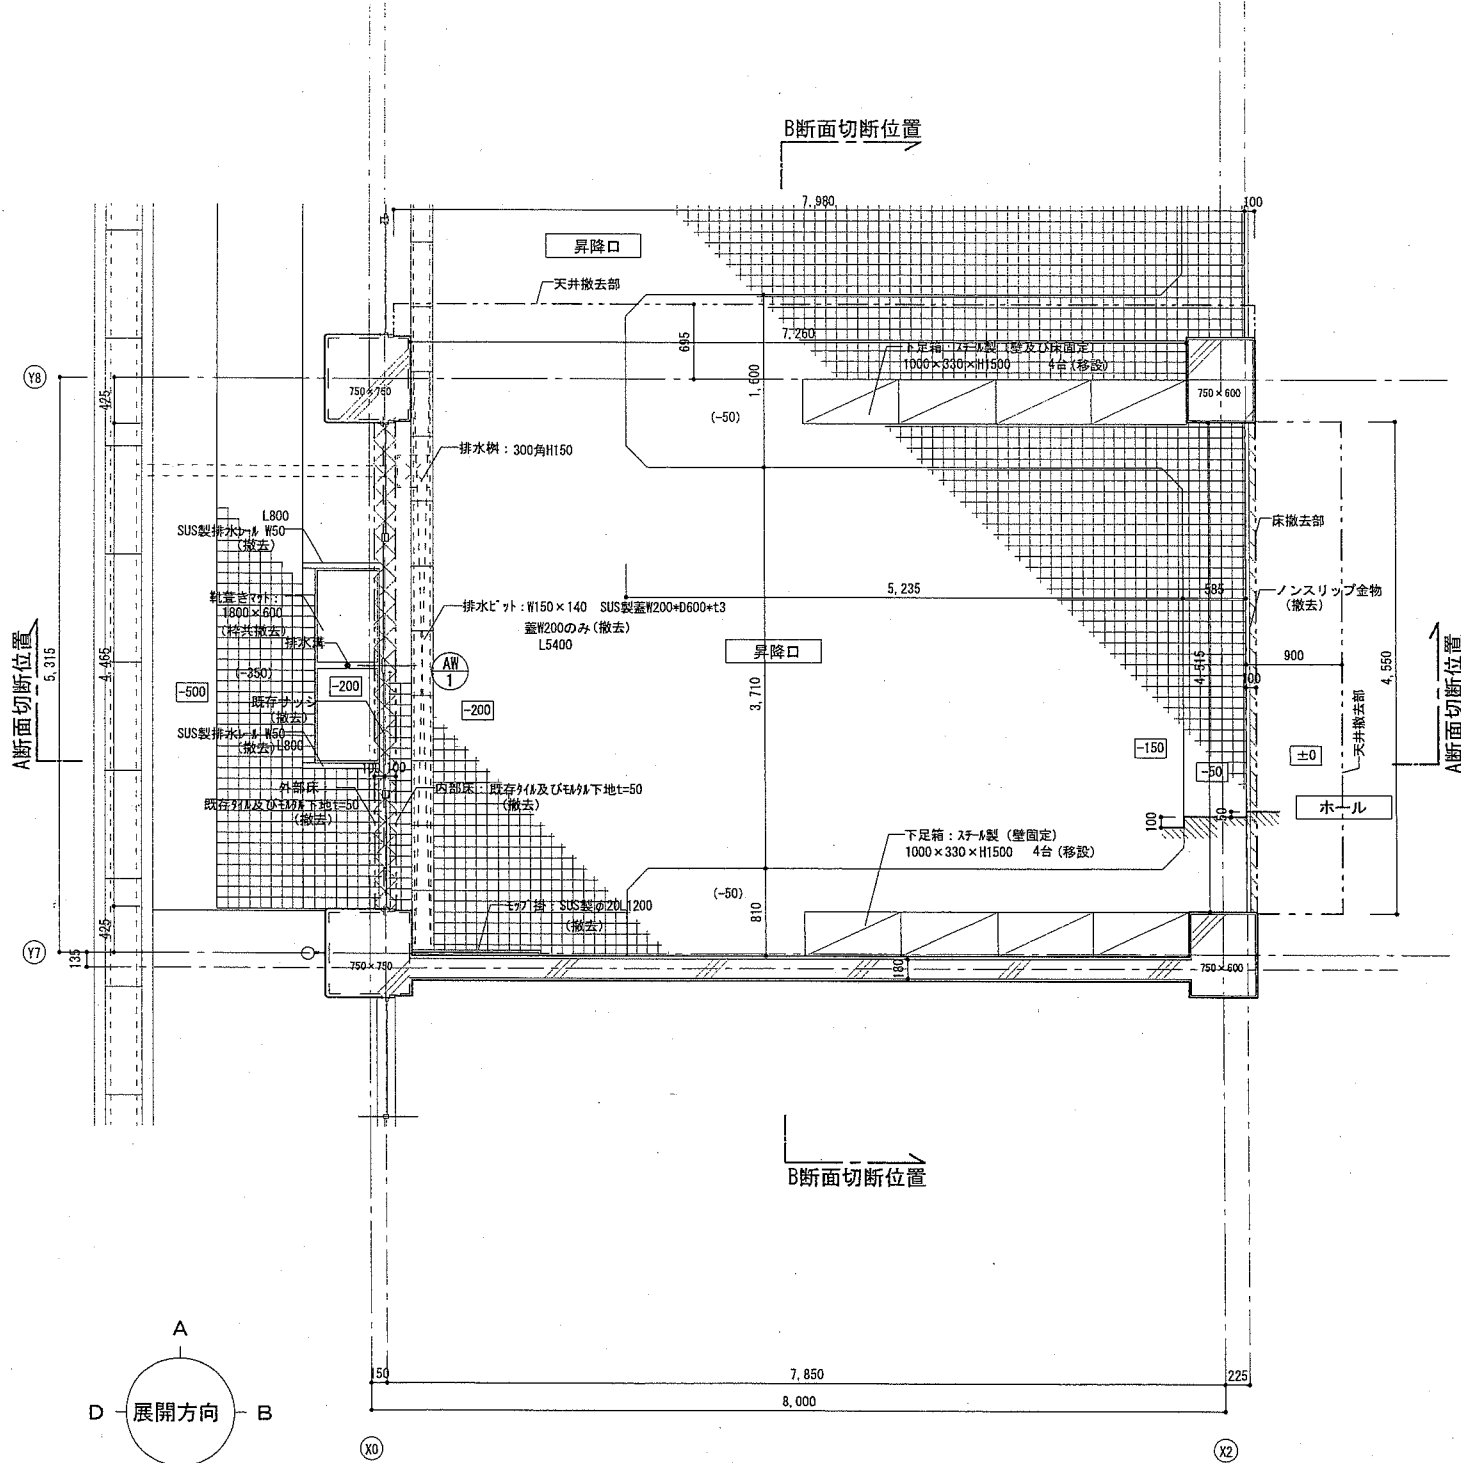 B断面切断位置
7,980
100
昇降口
天井撤去部
695
7,260
下足箱：ｽﾁｰﾙ製（壁及び床固定）
1000×330×H1500　4台（移設）
1,600
Y8
425
750×750
750×600
(-50)
排水桝：300角H150
L800
SUS製排水ﾚｰﾙ W50
（撤去）
床撤去部
5,235
585
ノンスリップ金物
（撤去）
靴葺きﾏｯﾄ：
1800×600
（枠共撤去）
排水ﾋﾟｯﾄ：W150×140　SUS製蓋W200*D600*t3
蓋W200のみ（撤去）
L5400
排水溝
昇降口
AW
1
900
A断面切断位置
5,315
4,465
(-350)
-500
-200
-200
既存ｻｯｼ
（撤去）
SUS製排水ﾚｰﾙ W50
（撤去）L800
3,710
4,515
100
4,550
A断面切断位置
天井撤去部
-150
-50
±0
100
外部床：
既存ﾀｲﾙ及びﾓﾙﾀﾙ下地t=50
（撤去）
内部床：既存ﾀｲﾙ及びﾓﾙﾀﾙ下地t=50
（撤去）
ホール
100
50
下足箱：ｽﾁｰﾙ製（壁固定）
1000×330×H1500　4台（移設）
(-50)
810
ﾓｯﾌﾟ掛：SUS製φ20L1200
（撤去）
425
Y7
135
750×750
180
750×600
B断面切断位置
A
D
展開方向
B
150
7,850
225
8,000
X0
X2